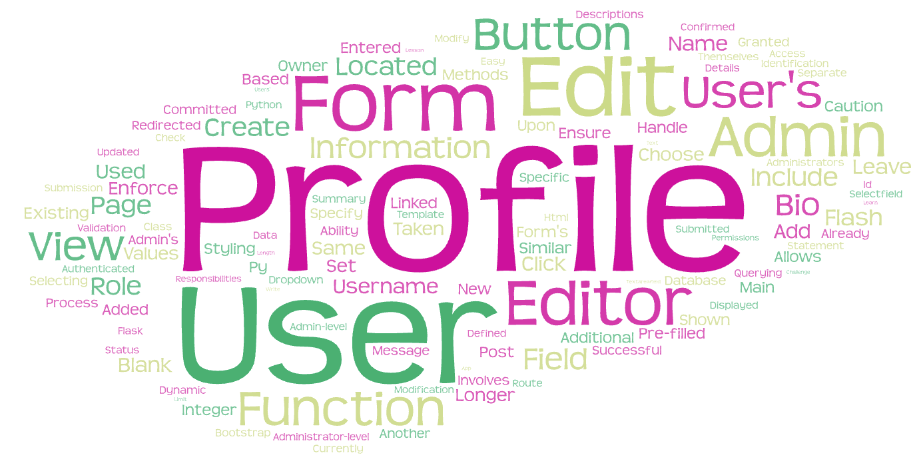 Descriptions
Confirmed
Button
Modify
Entered
Name
Granted
Themselves
Access
Owner
Located
Easy
Edit
Details
Identification
Based
Methods
Separate
Form
User's
Committed
Python
Caution
Redirected
Create
Upon
Ensure
Handle
Admin
Check
Information
Choose
Updated
Profile
Administrators
Leave
Used
Specific
Include
Id
Submission
Enforce
Summary
Linked
Bio
Selectfield
Existing
Page
Specify
Template
Html
Flash
Validation
Class
Ability
Taken
Form's
Submitted
Add
Already
View
Admin's
Data
Same
Similar
Permissions
Statement
Values
Styling
Length
Allows
Authenticated
Py
Set
Click
Querying
Challenge
Selecting
Role
Responsibilities
Dropdown
Username
New
Database
Main
Process
Added
User
Editor
Displayed
Flask
Admin-level
Defined
Shown
Additional
Pre-filled
Status
Message
Post
Field
Successful
Blank
Involves
Route
Dynamic
Modification
Longer
Integer
Function
Bootstrap
Administrator-level
Another
Currently